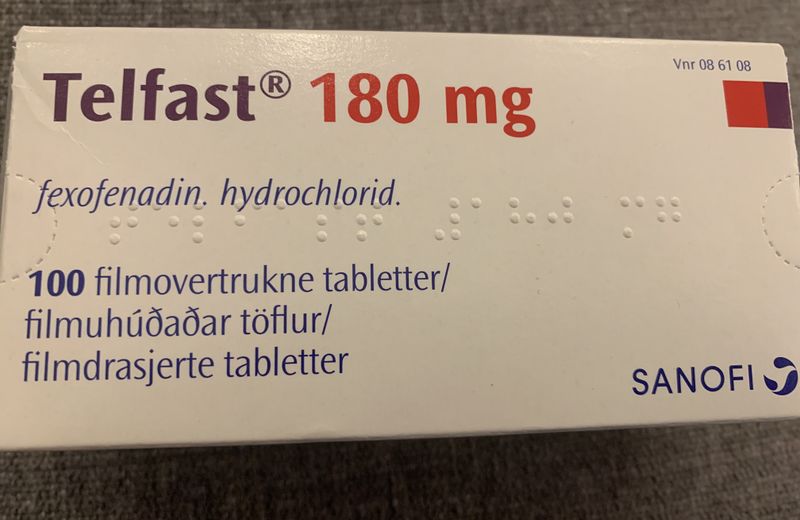 Vnr 08 61 08
Telfast® 180 mg
fexofenadin. hydrochlorid.
100 filmovertrukne tabletter/
filmuhúðaðar töflur/
filmdrasjerte tabletter
SANOFI